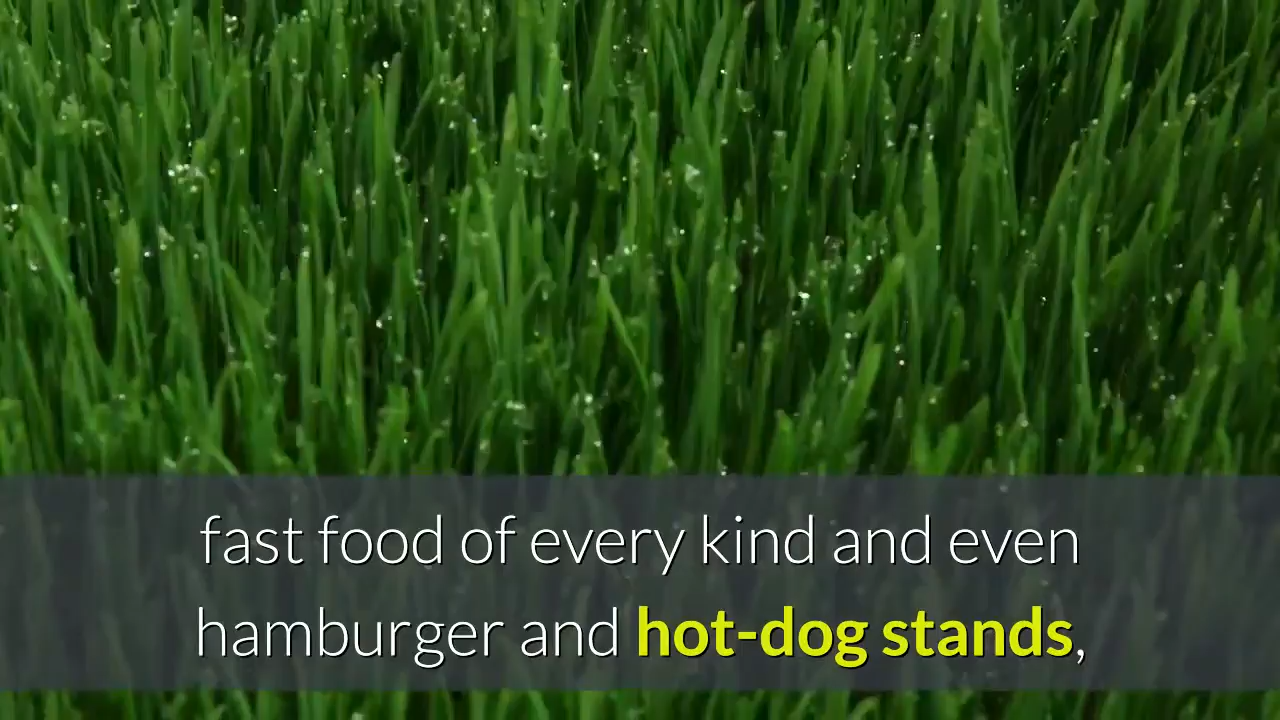 fast food of every kind and even
hamburger and hot-dog stands,